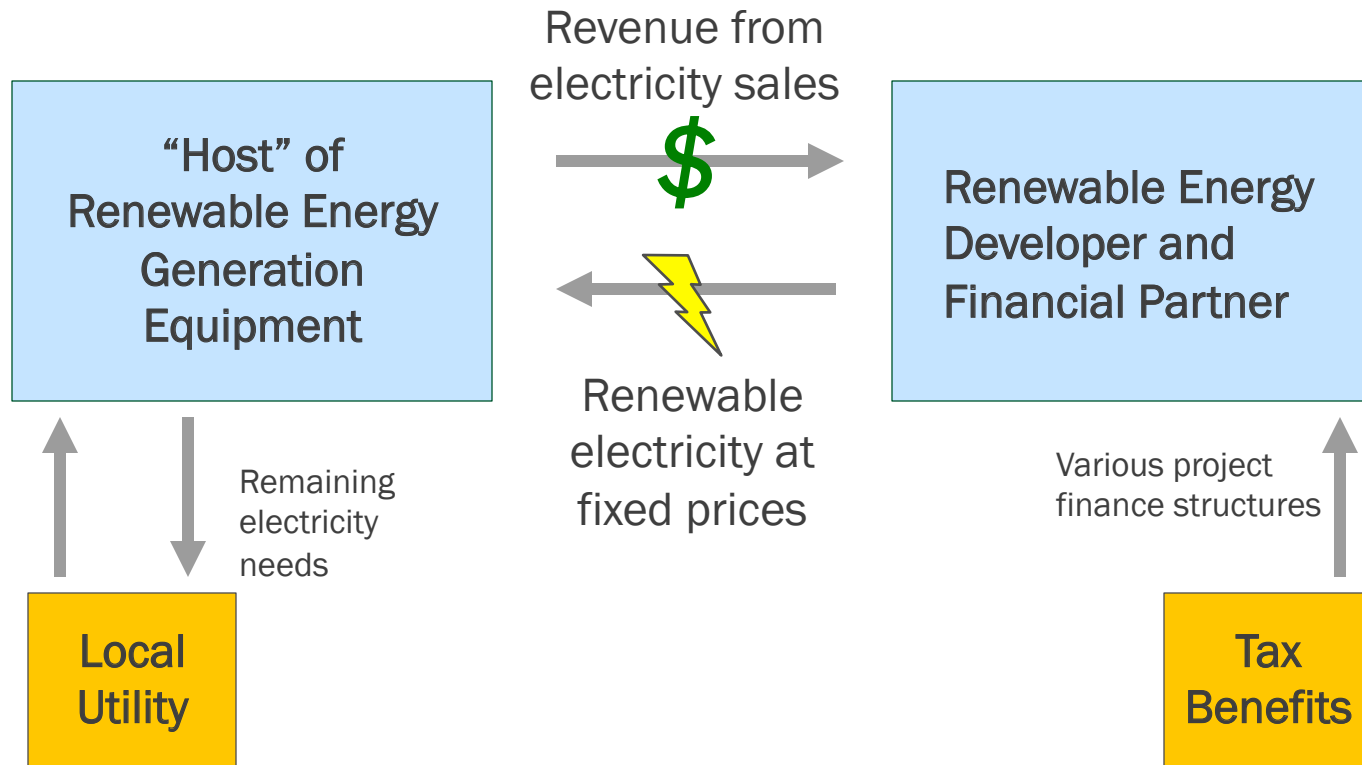 Revenue from
electricity sales
“Host” of
Renewable Energy
Generation
Equipment
$
Renewable Energy
Developer and
Financial Partner
Renewable
electricity at
fixed prices
Remaining
electricity
needs
Various project
finance structures
Local
Utility
Tax
Benefits